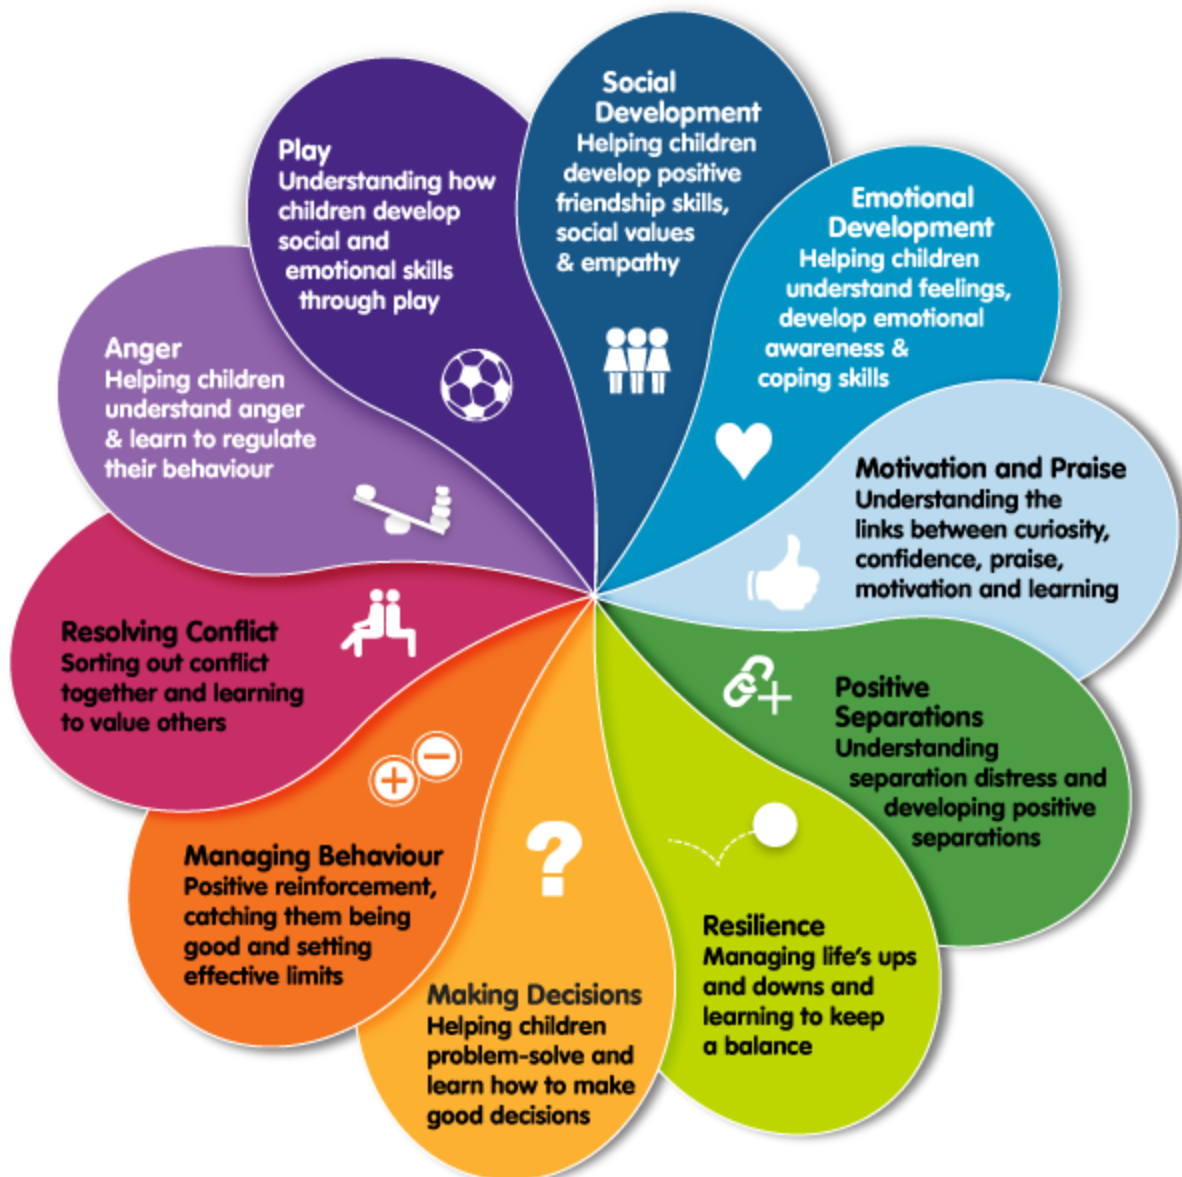 Social
Development
Helping children
develop positive
friendship skills,
social values
& empathy
Emotional
Development
Helping children
understand feelings,
develop emotional
awareness &
coping skills
Motivation and Praise
Understanding the
links between curiosity,
confidence, praise,
motivation and learning
Positive
Separations
Understanding
separation distress and
developing positive
separations
Resilience
Managing life's ups
and downs and
learning to keep
a balance
Making Decisions
Helping children
problem-solve and
learn how to make
good decisions
Managing Behaviour
Positive reinforcement,
catching them being
good and setting
effective limits
Resolving Conflict
Sorting out conflict
together and learning
to value others
Anger
Helping children
understand anger
& learn to regulate
their behaviour
Play
Understanding how
children develop
social and
emotional skills
through play